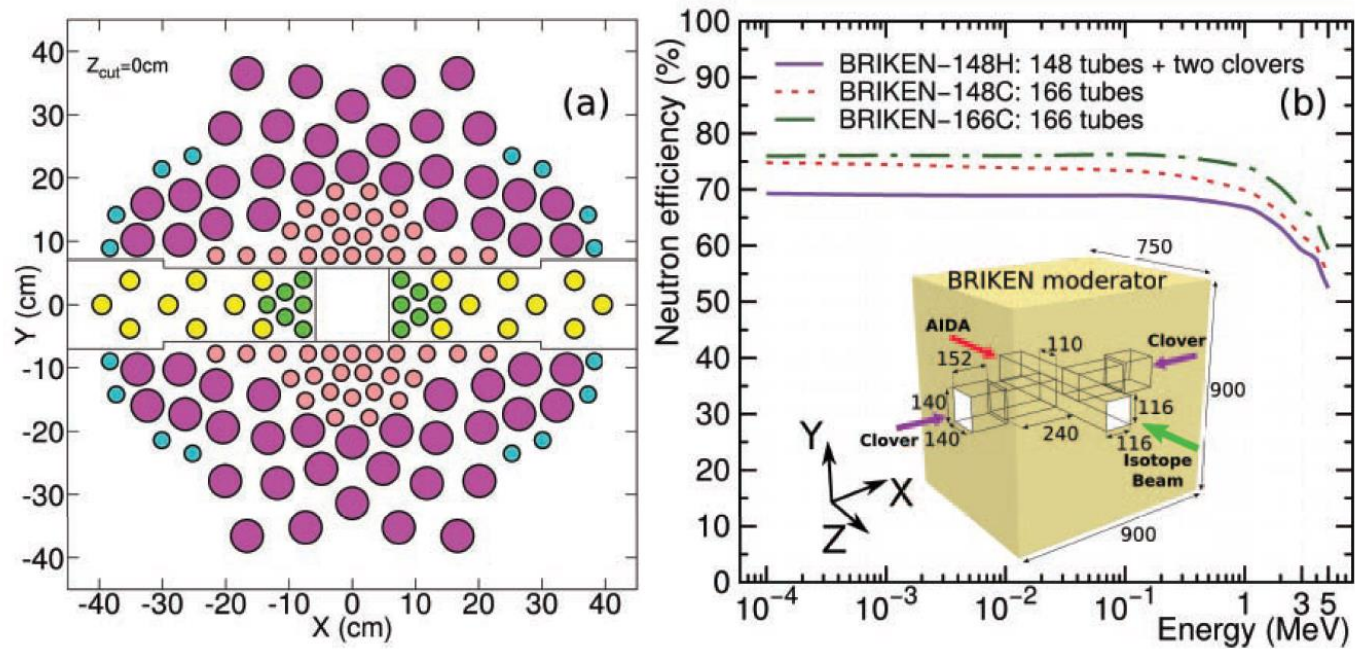 40
30
20
10
0
-10
-20
-30
-40
Y (cm)
Zcut=0cm
(a)
-40 -30 -20 -10 0 10 20 30 40
X (cm)
100
90
80
70
60
50
40
30
20
10
0
Neutron efficiency (%)
BRIKEN-148H: 148 tubes + two clovers
BRIKEN-148C: 166 tubes
BRIKEN-166C: 166 tubes
(b)
750
BRIKEN moderator
AIDA
Clover
110
152
900
140
116
Clover
140
240
116
Isotope
Beam
Y
X
Z
900
10⁻⁴ 10⁻³ 10⁻² 10⁻¹ 1 3 5
Energy (MeV)